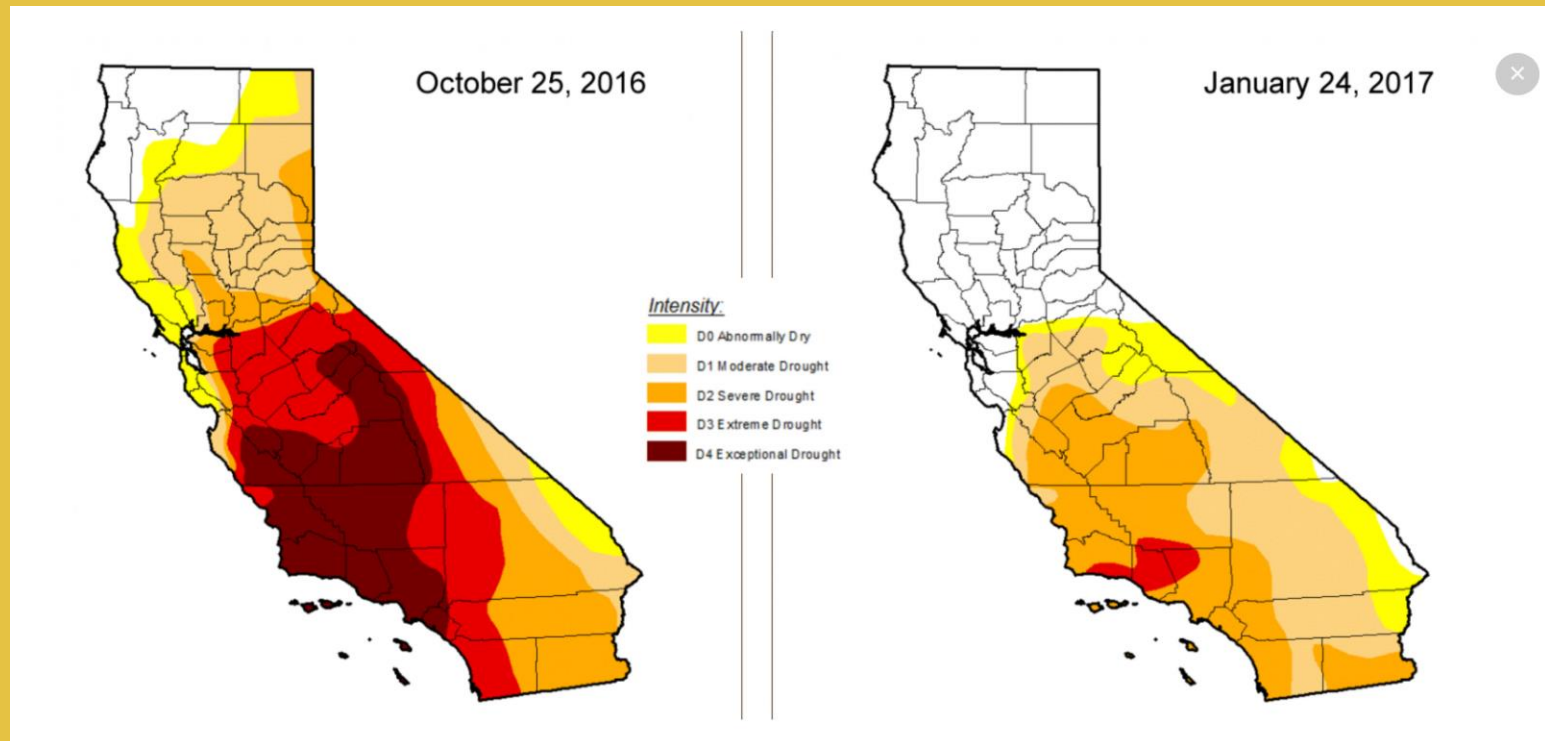 October 25, 2016
January 24, 2017
Intensity:
D0 Abnormally Dry
D1 Moderate Drought
D2 Severe Drought
D3 Extreme Drought
D4 Exceptional Drought